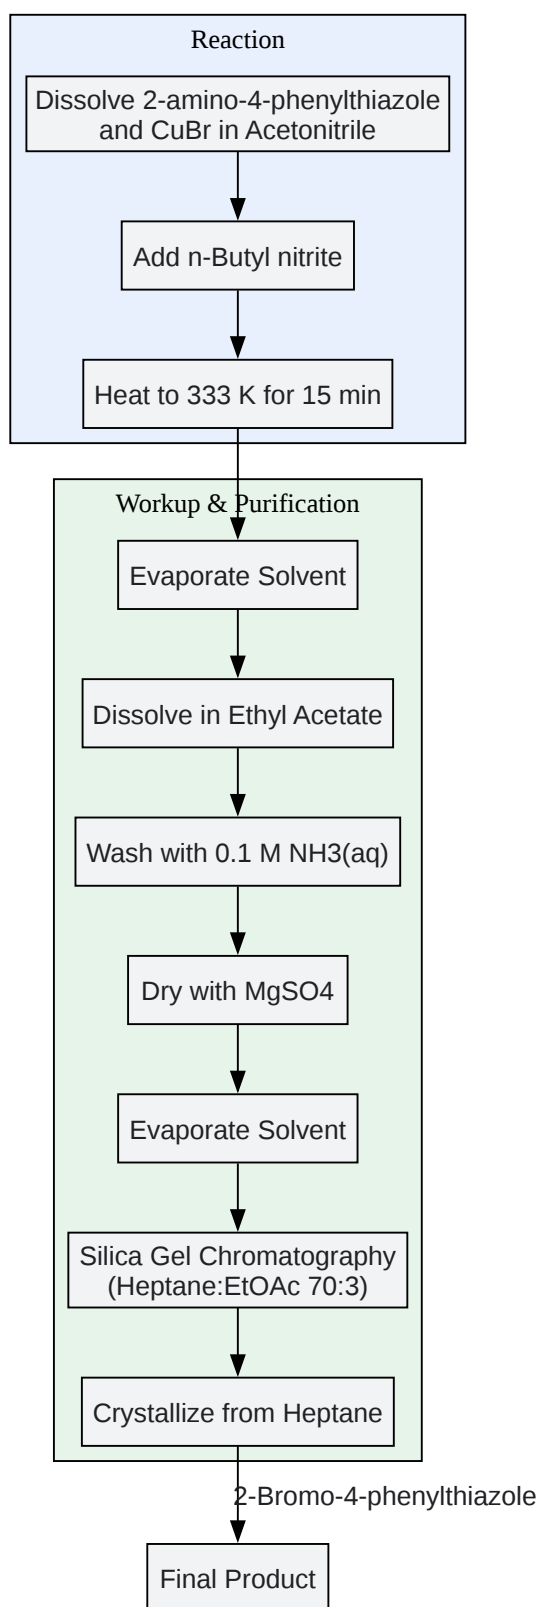 Reaction
Dissolve 2-amino-4-phenylthiazole
and CuBr in Acetonitrile
Add n-Butyl nitrite
Heat to 333 K for 15 min
Workup & Purification
Evaporate Solvent
Dissolve in Ethyl Acetate
Wash with 0.1 M NH3(aq)
Dry with MgSO4
Evaporate Solvent
Silica Gel Chromatography
(Heptane:EtOAc 70:3)
Crystallize from Heptane
2-Bromo-4-phenylthiazole
Final Product